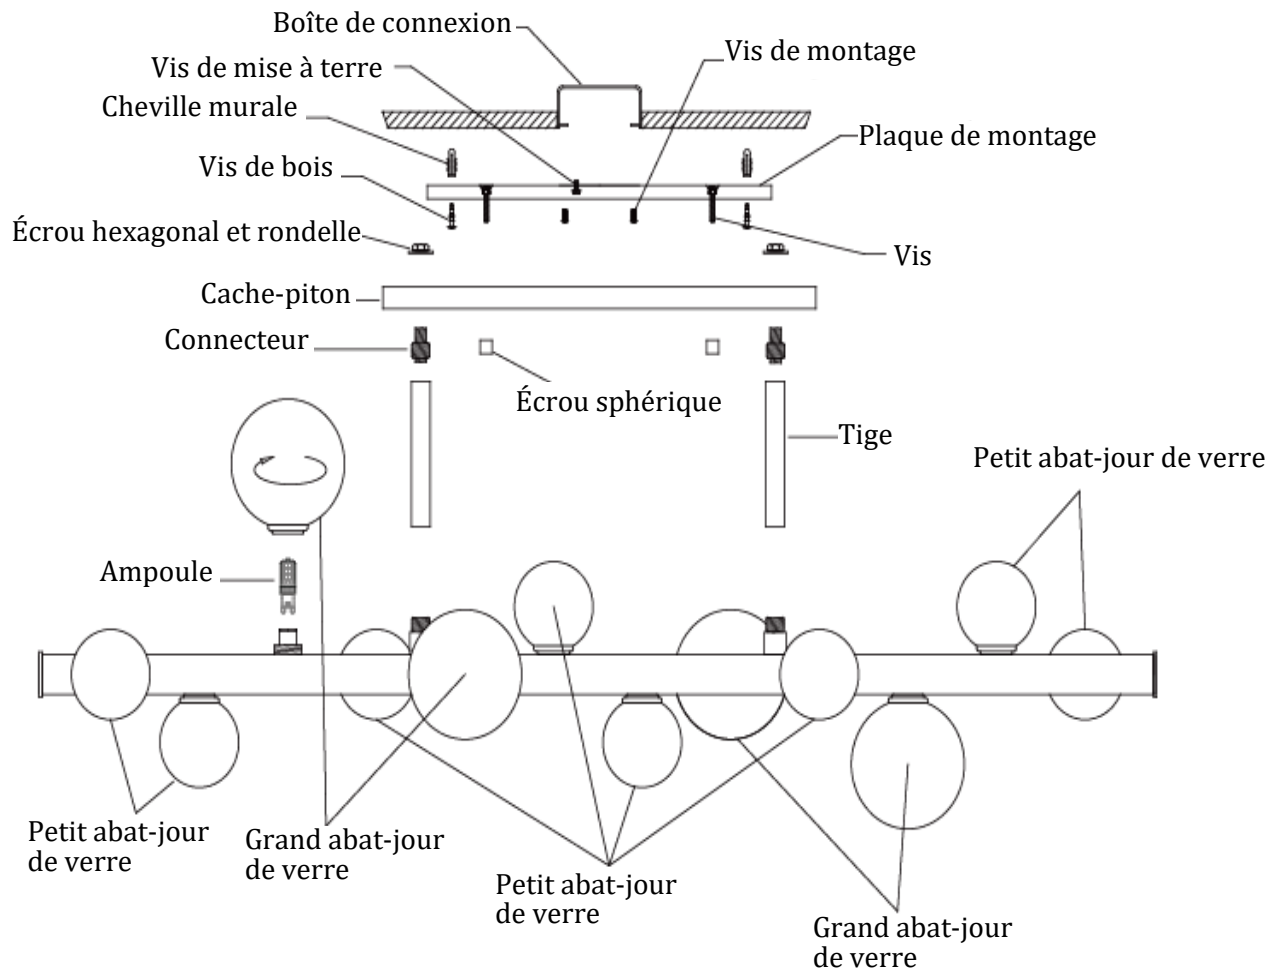 Boîte de connexion
Vis de montage
Vis de mise à terre
Cheville murale
Plaque de montage
Vis de bois
Écrou hexagonal et rondelle
Vis
Cache-piton
Connecteur
Écrou sphérique
Tige
Petit abat-jour de verre
Ampoule
Petit abat-jour
de verre
Grand abat-jour
de verre
Petit abat-jour
de verre
Grand abat-jour
de verre